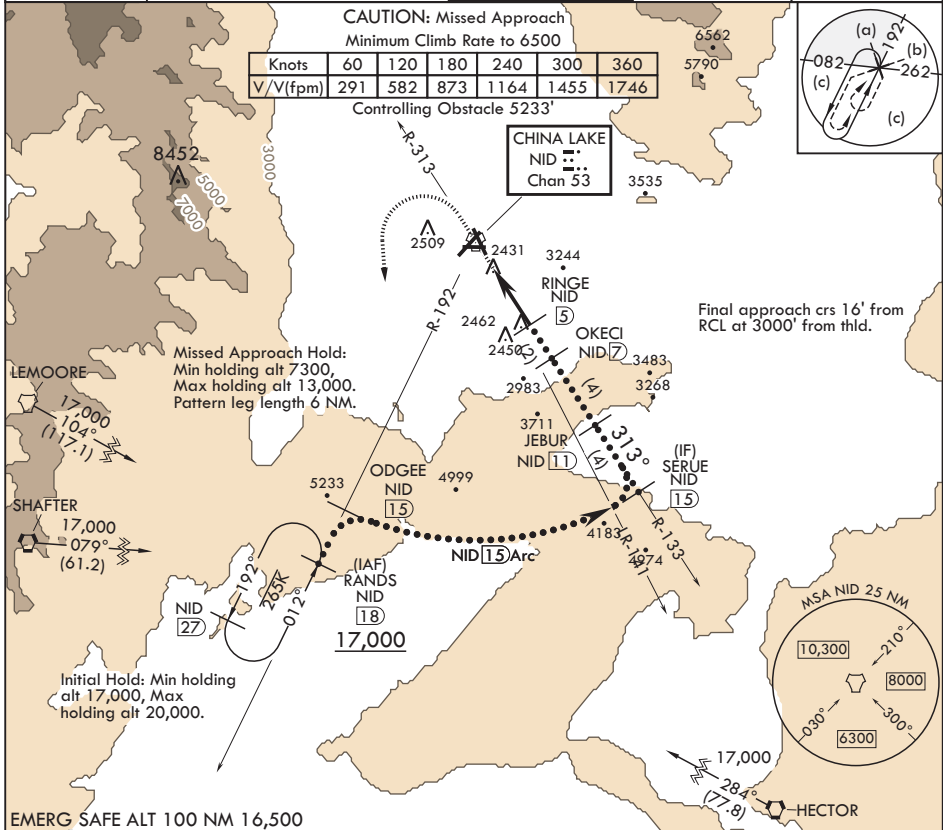 CAUTION: Missed Approach
Minimum Climb Rate to 6500
Knots 60 120 180 240 300 360
V/V(fpm) 291 582 873 1164 1455 1746
Controlling Obstacle 5233'
6562
5790
(a)
192
(b)
082
262
(c)
(c)
R-313
CHINA LAKE
NID
Chan 53
8452
3000
5000
7000
3535
2509
2431
3244
RINGE
NID
5
R-192
2462
2450
(2)
OKECI
NID 7
Final approach crs 16' from
RCL at 3000' from thld.
Missed Approach Hold:
Min holding alt 7300,
Max holding alt 13,000.
Pattern leg length 6 NM.
3483
3268
2983
(4)
LEMOORE
17,000
104°
(117.1)
3711
JEBUR
NID 11
(4)
313°
(IF)
SERUE
NID
15
ODGEE
NID
15
4999
5233
SHAFTER
17,000
079°
(61.2)
NID 15 Arc
4183
R-141
4974
R-133
192°
265K
012°
(IAF)
RANDS
NID
18
17,000
NID
27
Initial Hold: Min holding
alt 17,000, Max
holding alt 20,000.
MSA NID 25 NM
10,300
210°
8000
030°
300°
6300
17,000
284°
(77.8)
HECTOR
EMERG SAFE ALT 100 NM 16,500